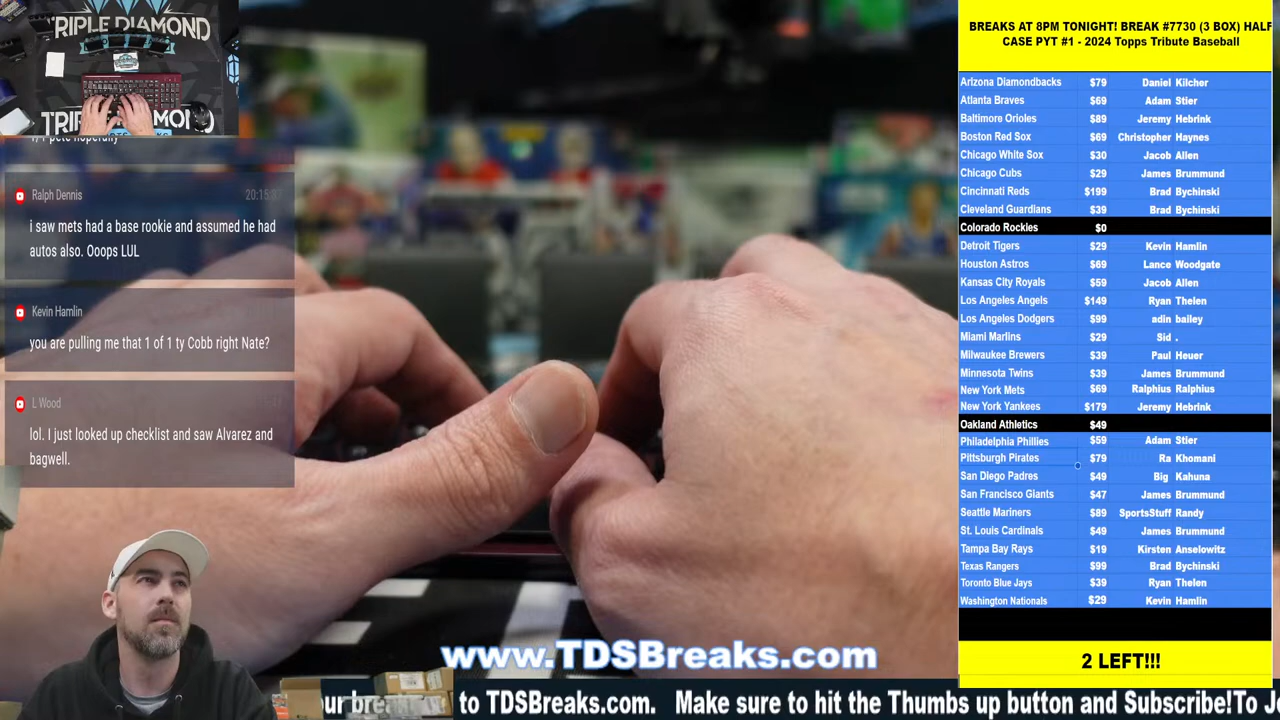 TRIPLE DIAMOND
TRIPLE DIAMOND
Ralph Dennis
i saw mets had a base rookie and assumed he had
autos also. Ooops LUL
Kevin Hamlin
you are pulling me that 1 of 1 ty Cobb right Nate?
L Wood
lol. I just looked up checklist and saw Alvarez and
bagwell.
BREAKS AT 8PM TONIGHT! BREAK #7730 (3 BOX) HALF
CASE PYT #1 - 2024 Topps Tribute Baseball
Arizona Diamondbacks $79 Daniel Kilcher
Atlanta Braves $69 Adam Stier
Baltimore Orioles $89 Jeremy Hebrink
Boston Red Sox $69 Christopher Haynes
Chicago White Sox $30 Jacob Allen
Chicago Cubs $29 James Brummund
Cincinnati Reds $199 Brad Bychinski
Cleveland Guardians $39 Brad Bychinski
Colorado Rockies $0
Detroit Tigers $29 Kevin Hamlin
Houston Astros $69 Lance Woodgate
Kansas City Royals $59 Jacob Allen
Los Angeles Angels $149 Ryan Thelen
Los Angeles Dodgers $99 adin bailey
Miami Marlins $29 Sid .
Milwaukee Brewers $39 Paul Heuer
Minnesota Twins $39 James Brummund
New York Mets $69 Ralphius Ralphius
New York Yankees $179 Jeremy Hebrink
Oakland Athletics $49
Philadelphia Phillies $59 Adam Stier
Pittsburgh Pirates $79 Ra Khomani
San Diego Padres $49 Big Kahuna
San Francisco Giants $47 James Brummund
Seattle Mariners $89 SportsStuff Randy
St. Louis Cardinals $49 James Brummund
Tampa Bay Rays $19 Kirsten Anselowitz
Texas Rangers $99 Brad Bychinski
Toronto Blue Jays $39 Ryan Thelen
Washington Nationals $29 Kevin Hamlin
2 LEFT!!!
www.TDSBreaks.com
to TDSBreaks.com. Make sure to hit the Thumbs up button and Subscribe!To